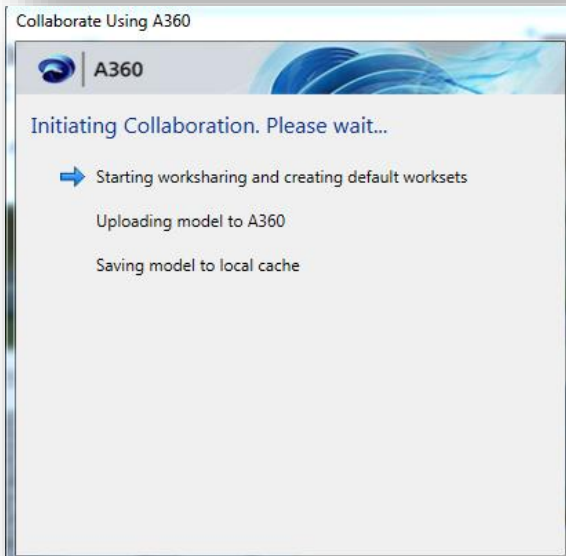 Collaborate Using A360
A360
Initiating Collaboration. Please wait...
Starting worksharing and creating default worksets
Uploading model to A360
Saving model to local cache